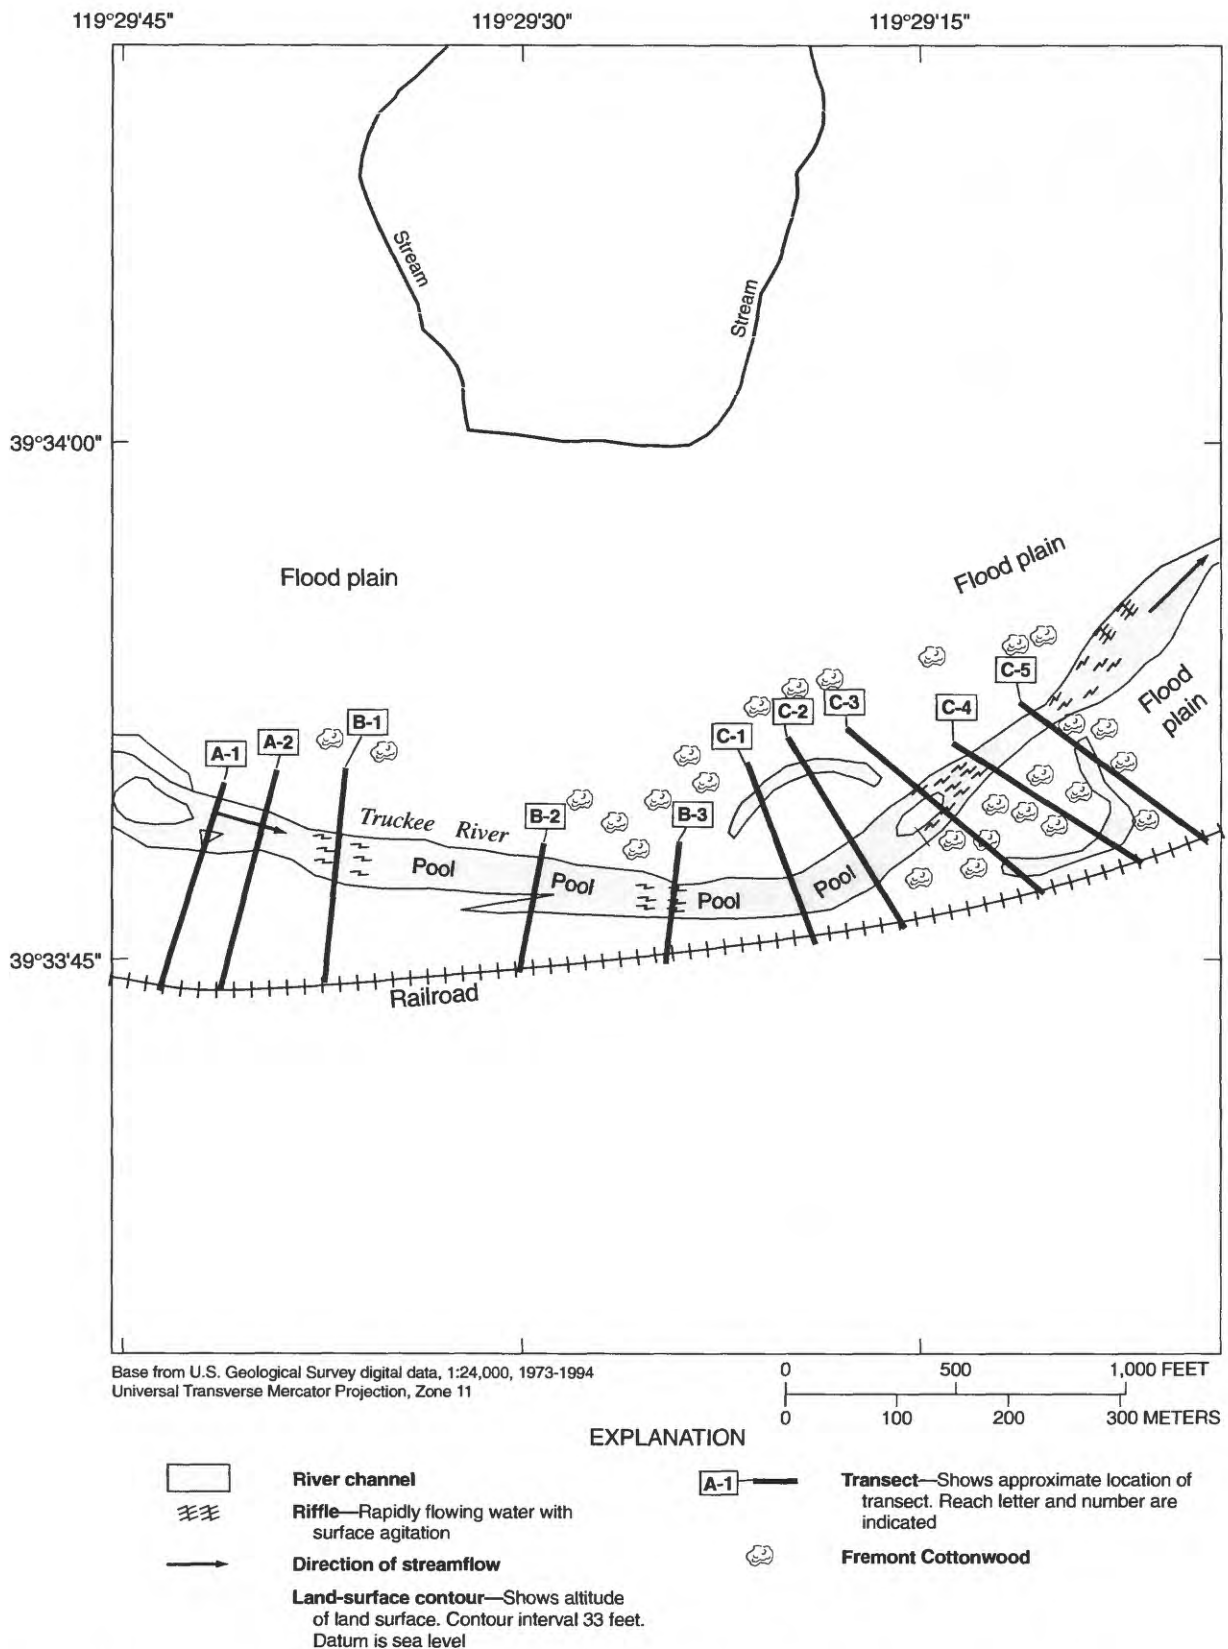 119°29'45"
119°29'30"
119°29'15"
Stream
Stream
39°34'00"
Flood plain
Flood plain
Flood plain
C-5
C-4
C-3
C-2
C-1
B-1
A-2
A-1
Truckee River
B-2
B-3
Pool
Pool
Pool
Pool
39°33'45"
Railroad
Base from U.S. Geological Survey digital data, 1:24,000, 1973-1994
Universal Transverse Mercator Projection, Zone 11
0 500 1,000 FEET
0 100 200 300 METERS
EXPLANATION
River channel
Riffle—Rapidly flowing water with
surface agitation
Direction of streamflow
Land-surface contour—Shows altitude
of land surface. Contour interval 33 feet.
Datum is sea level
A-1
Transect—Shows approximate location of
transect. Reach letter and number are
indicated
Fremont Cottonwood